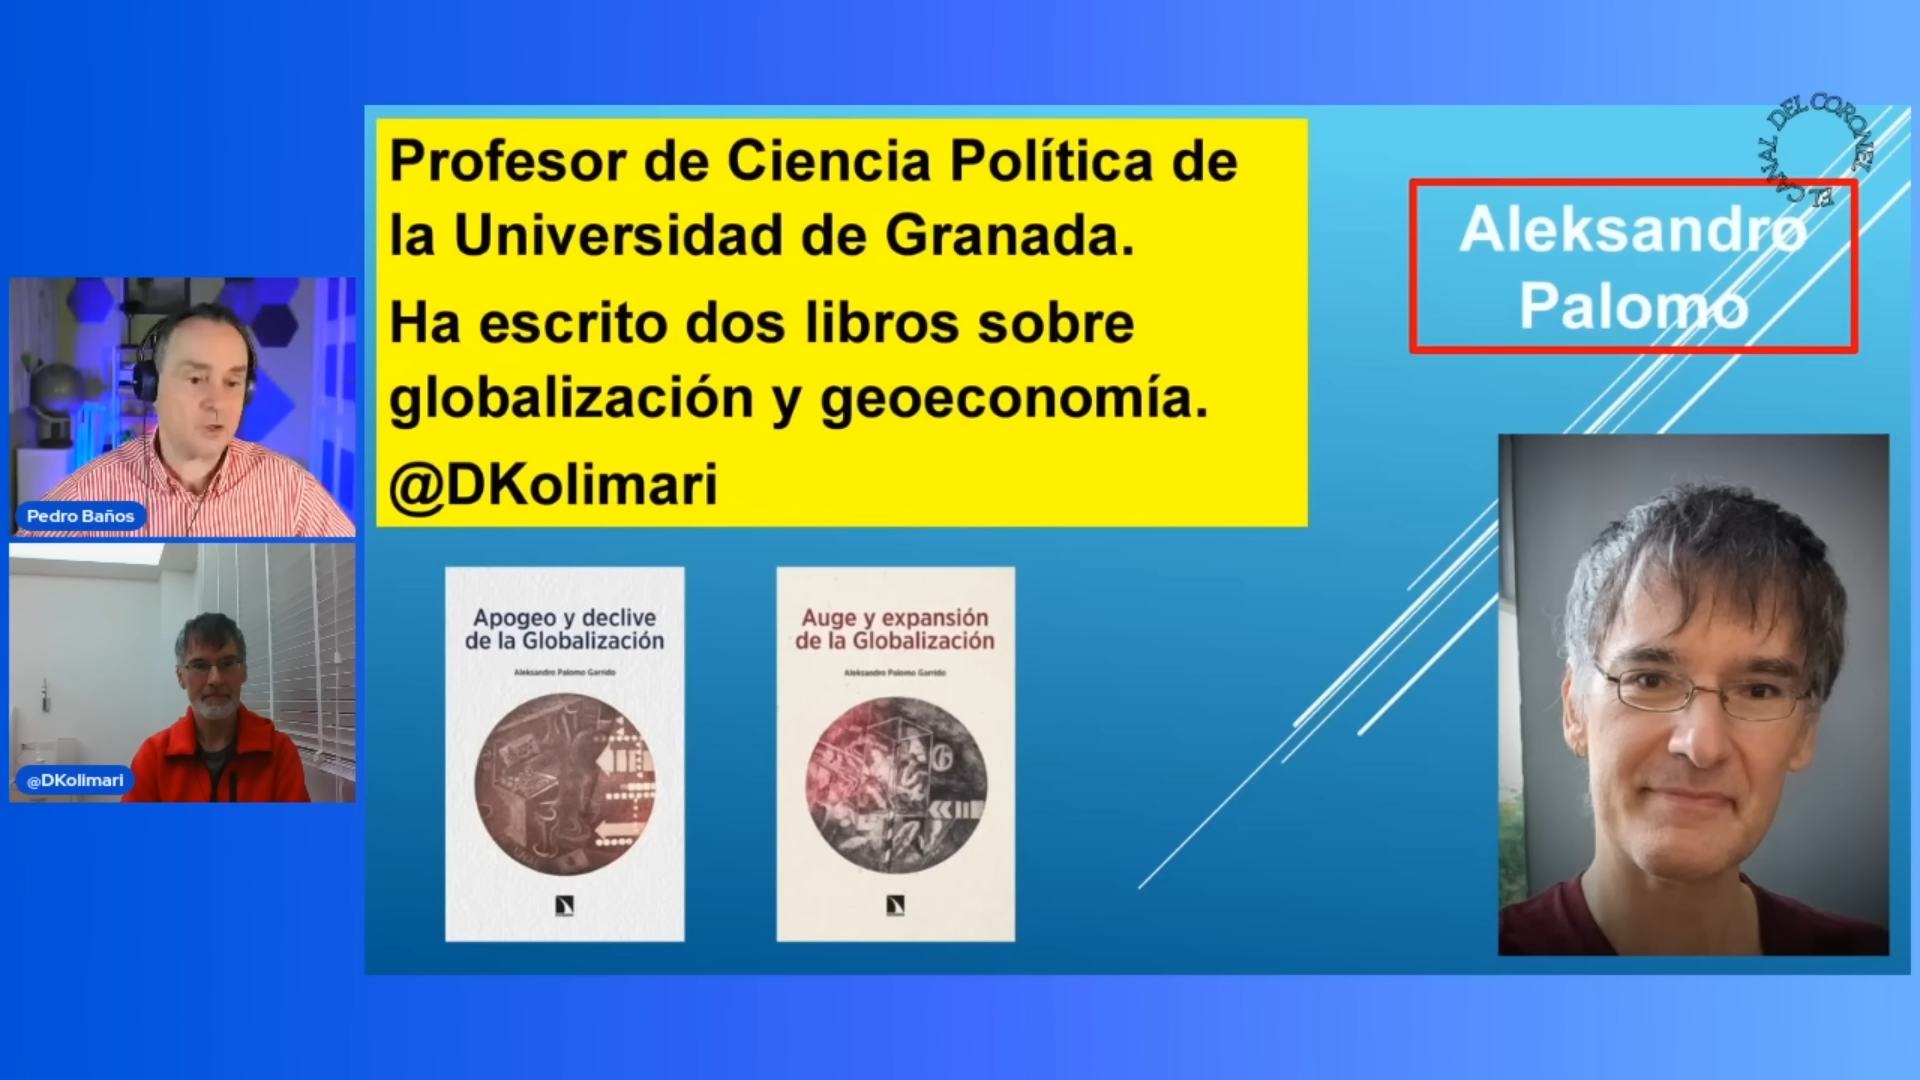 Profesor de Ciencia Política de
la Universidad de Granada.
Ha escrito dos libros sobre
globalización y geoeconomía.
@DKolimari
EL CANAL DEL CORONEL
Aleksandro
Palomo
Pedro Baños
@DKolimari
Apogeo y declive
de la Globalización
Aleksandro Palomo Garrido
Auge y expansión
de la Globalización
Aleksandro Palomo Garrido